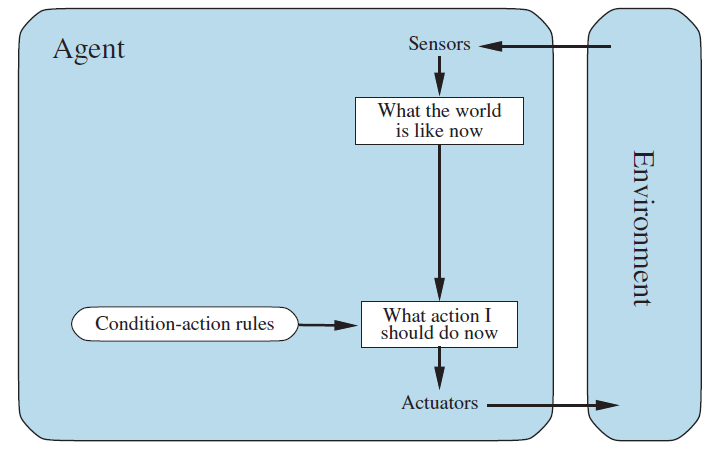 Agent
Sensors
What the world
is like now
Environment
Condition-action rules
What action I
should do now
Actuators